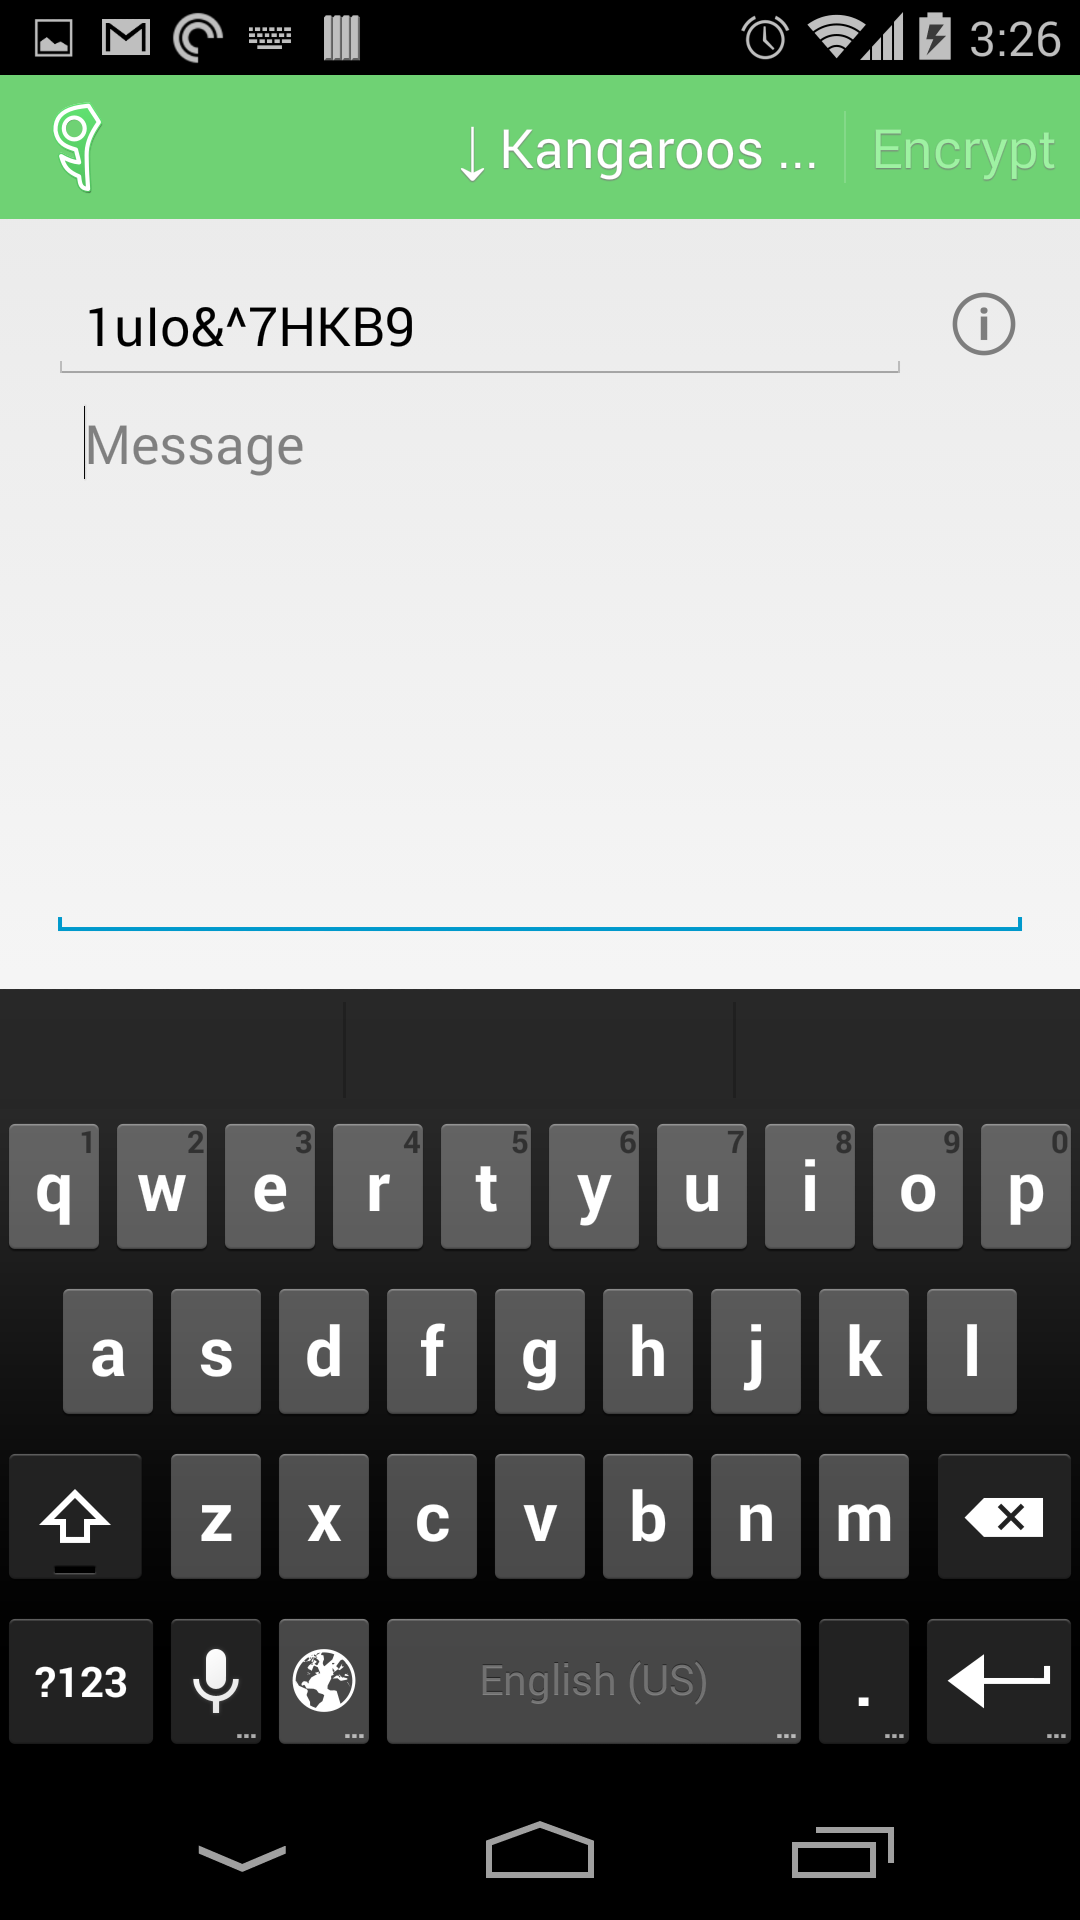 3:26
↓ Kangaroos ... Encrypt
1uIo&^7HKB9
Message
1 2 3 4 5 6 7 8 9 0
q w e r t y u i o p
a s d f g h j k l
z x c v b n m
?123 English (US) .